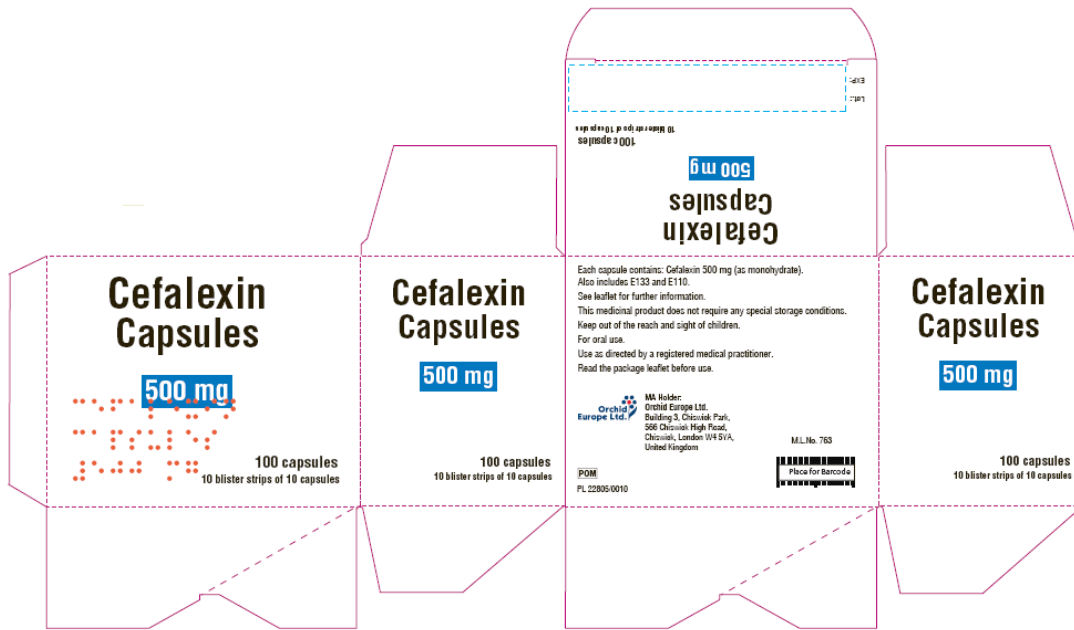 EXP:
Lot.:
10 blister strips of 10 capsules
100 capsules
500 mg
Capsules
Cefalexin
Cefalexin
Capsules
500 mg
100 capsules
10 blister strips of 10 capsules
Cefalexin
Capsules
500 mg
100 capsules
10 blister strips of 10 capsules
Each capsule contains: Cefalexin 500 mg (as monohydrate).
Also includes E133 and E110.
See leaflet for further information.
This medicinal product does not require any special storage conditions.
Keep out of the reach and sight of children.
For oral use.
Use as directed by a registered medical practitioner.
Read the package leaflet before use.
Orchid
Europe Ltd.
MA Holder:
Orchid Europe Ltd.
Building 3, Chiswick Park,
566 Chiswick High Road,
Chiswick, London W4 5YA,
United Kingdom
M.L.No. 763
Place for Barcode
POM
PL 22805/0010
Cefalexin
Capsules
500 mg
100 capsules
10 blister strips of 10 capsules